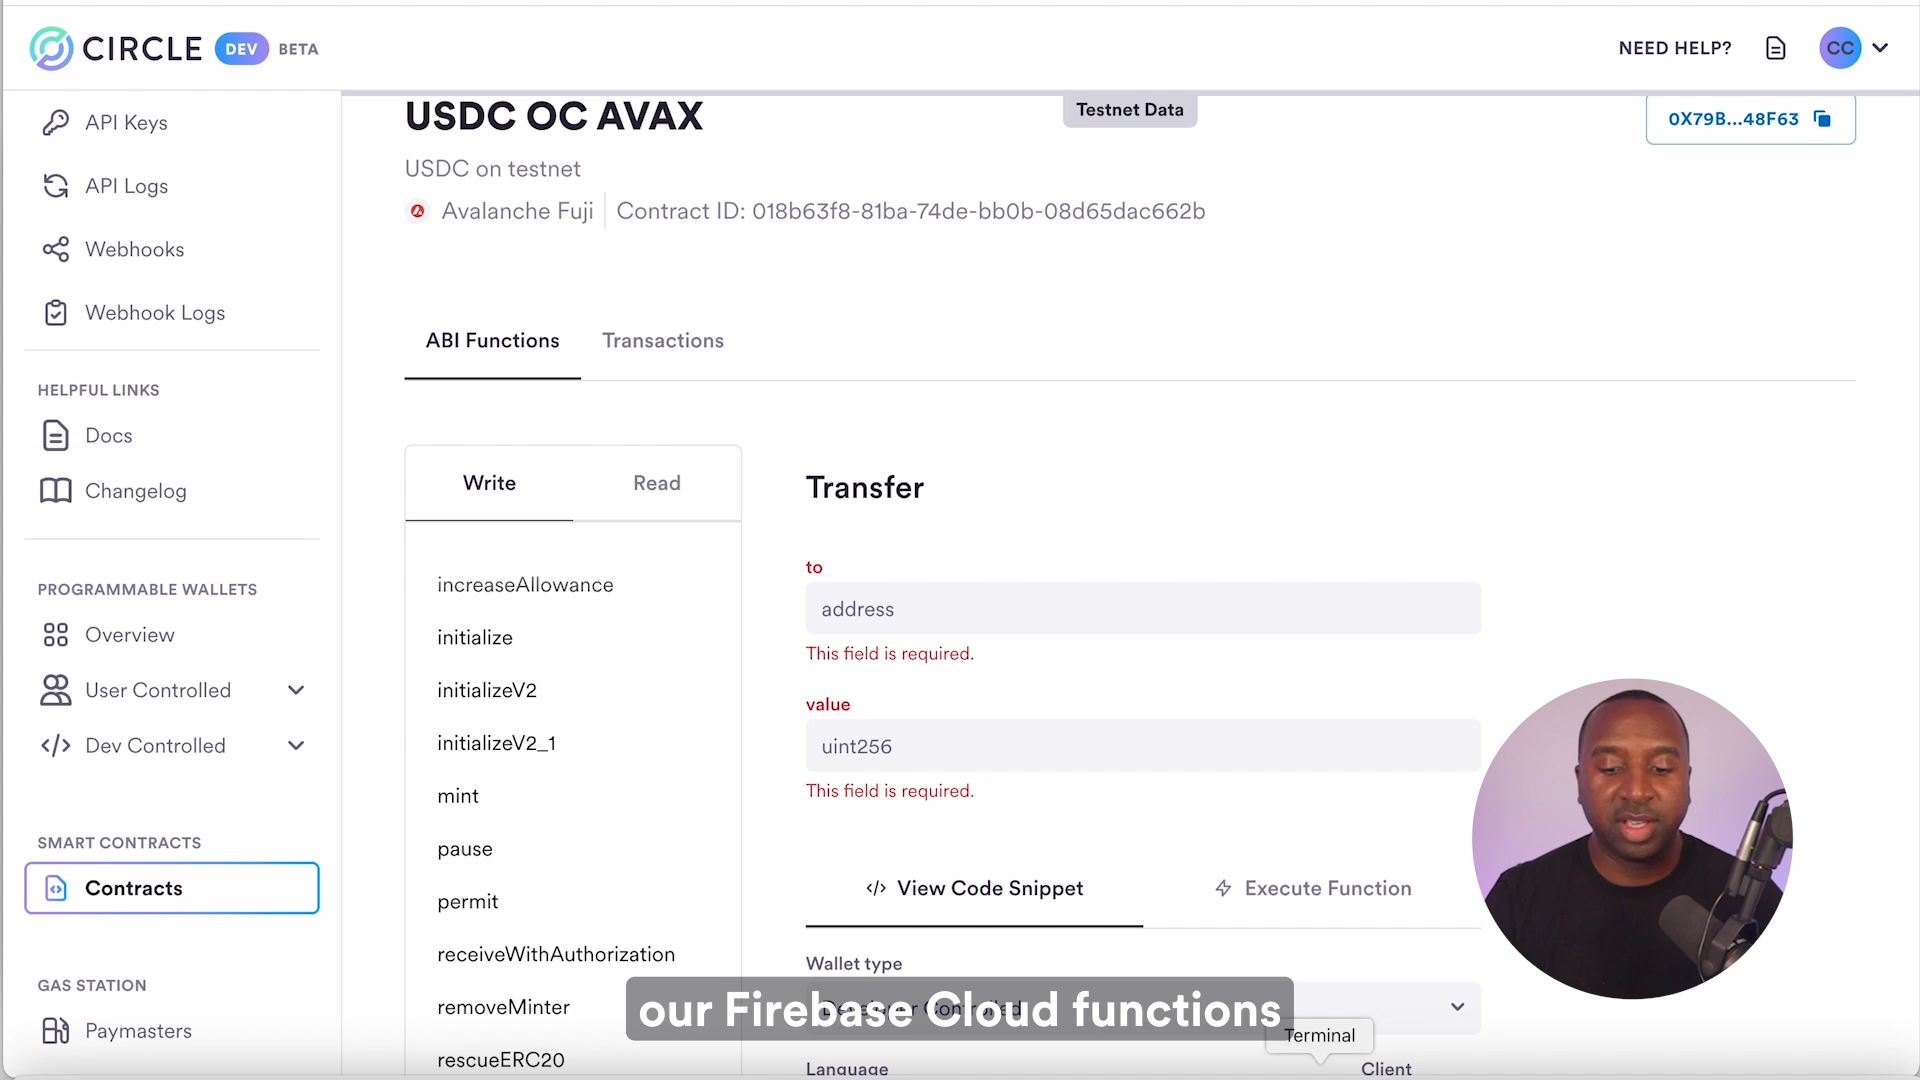 CIRCLE DEV BETA
NEED HELP?
CC
API Keys
API Logs
Webhooks
Webhook Logs
HELPFUL LINKS
Docs
Changelog
PROGRAMMABLE WALLETS
Overview
User Controlled
Dev Controlled
SMART CONTRACTS
Contracts
GAS STATION
Paymasters
USDC OC AVAX
Testnet Data
0X79B...48F63
USDC on testnet
Avalanche Fuji
Contract ID: 018b63f8-81ba-74de-bb0b-08d65dac662b
ABI Functions
Transactions
Write
Read
increaseAllowance
initialize
initializeV2
initializeV2_1
mint
pause
permit
receiveWithAuthorization
removeMinter
rescueERC20
Transfer
to
address
This field is required.
value
uint256
This field is required.
View Code Snippet
Execute Function
Wallet type
our Firebase Cloud functions
Terminal
Language
Client